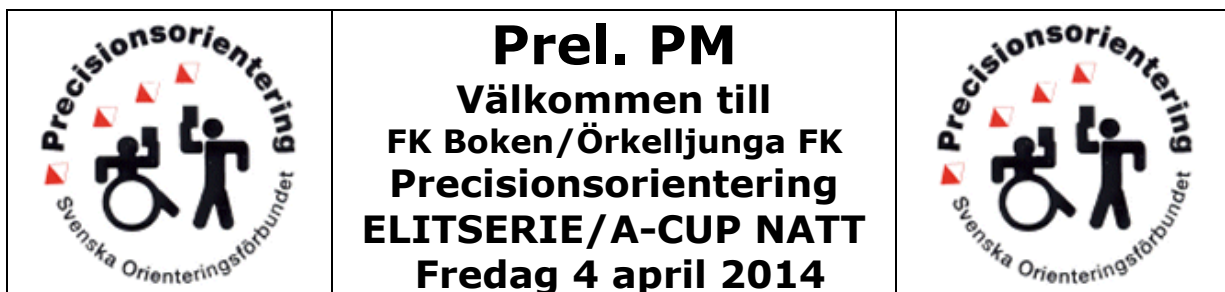 Precisionsorientering
Svenska Orienteringsförbundet
Prel. PM
Välkommen till
FK Boken/Örkelljunga FK
Precisionsorientering
ELITSERIE/A-CUP NATT
Fredag 4 april 2014
Precisionsorientering
Svenska Orienteringsförbundet